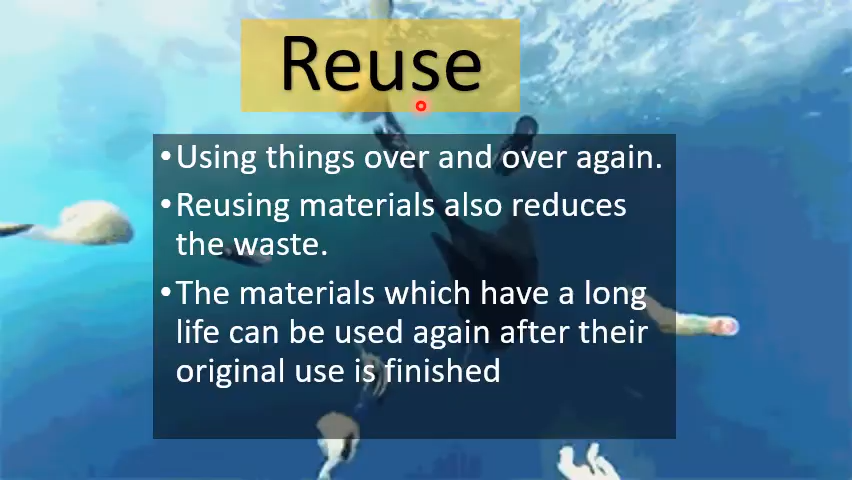 Reuse
•Using things over and over again.
•Reusing materials also reduces
the waste.
•The materials which have a long
life can be used again after their
original use is finished